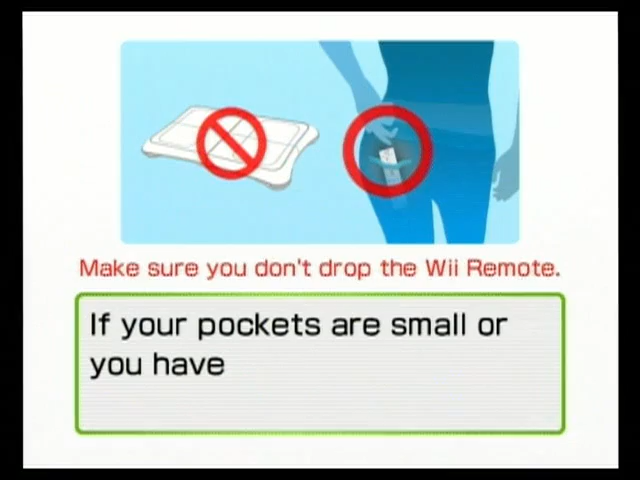 Make sure you don't drop the Wii Remote.
If your pockets are small or
you have